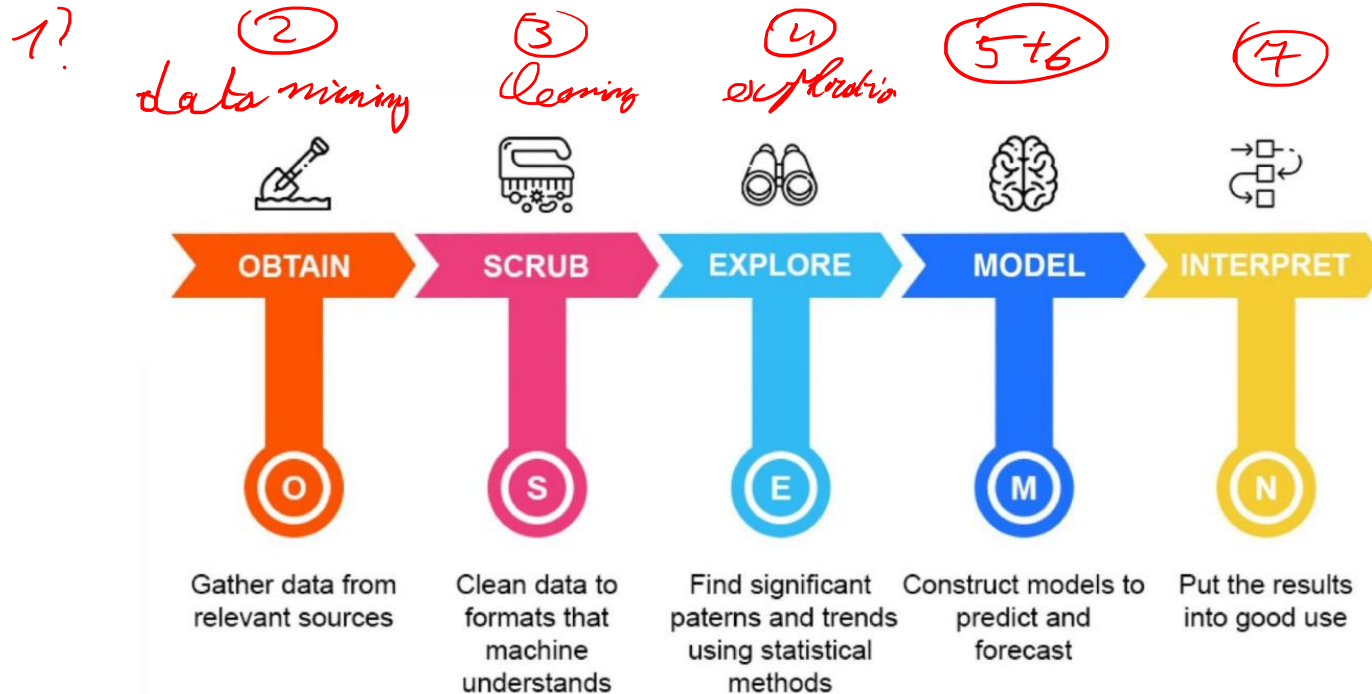 1?
2
3
4
5+6
7
data mining
cleaning
exploration
OBTAIN
SCRUB
EXPLORE
MODEL
INTERPRET
O
S
E
M
N
Gather data from
relevant sources
Clean data to
formats that
machine
understands
Find significant
paterns and trends
using statistical
methods
Construct models to
predict and
forecast
Put the results
into good use